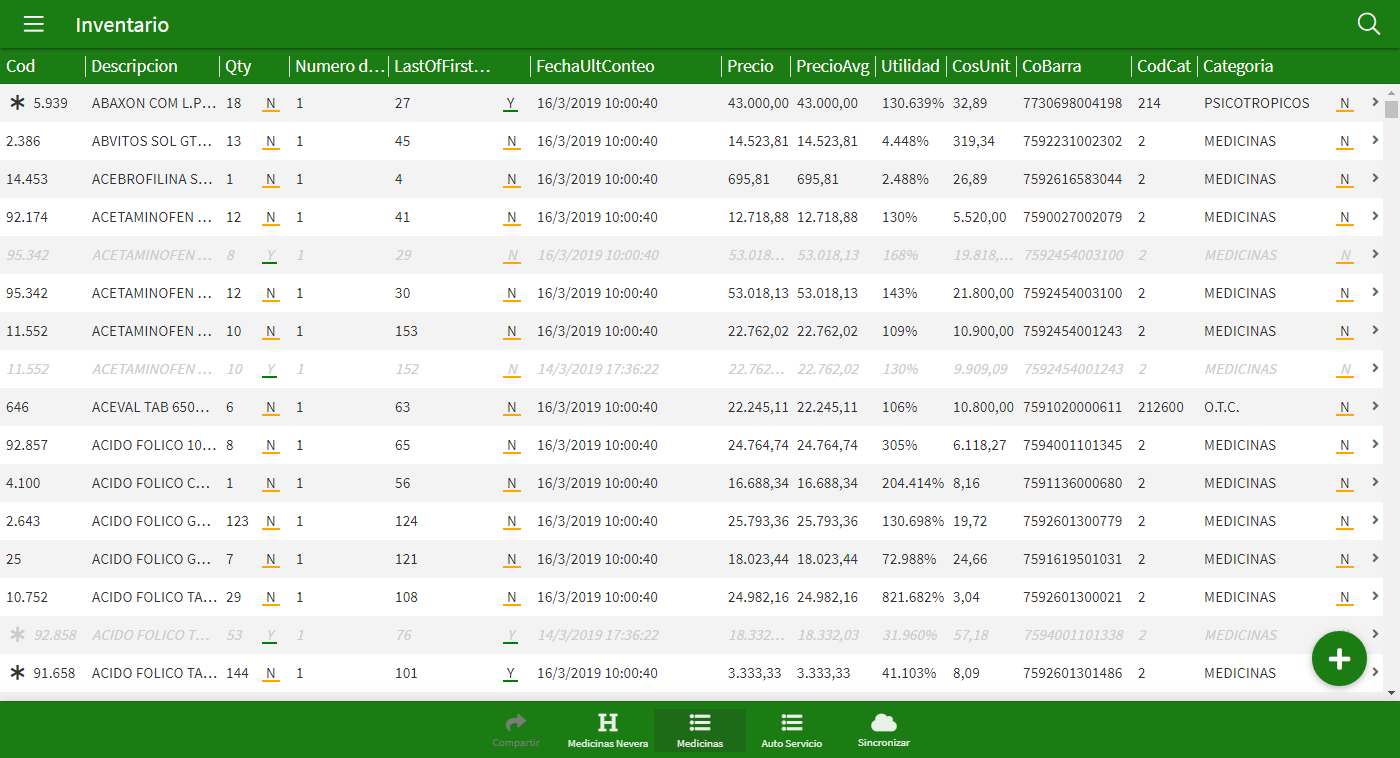 Inventario
Cod Descripcion Qty Numero d... LastOfFirst... FechaUltConteo Precio PrecioAvg Utilidad CosUnit CoBarra CodCat Categoria
5.939 ABAXON COM L.P... 18 N 1 27 Y 16/3/2019 10:00:40 43.000,00 43.000,00 130.639% 32,89 7730698004198 214 PSICOTROPICOS N
2.386 ABVITOS SOL GT... 13 N 1 45 N 16/3/2019 10:00:40 14.523,81 14.523,81 4.448% 319,34 7592231002302 2 MEDICINAS N
14.453 ACEBROFILINA S... 1 N 1 4 N 16/3/2019 10:00:40 695,81 695,81 2.488% 26,89 7592616583044 2 MEDICINAS N
92.174 ACETAMINOFEN ... 12 N 1 41 N 16/3/2019 10:00:40 12.718,88 12.718,88 130% 5.520,00 7590027002079 2 MEDICINAS N
95.342 ACETAMINOFEN ... 8 Y 1 29 N 16/3/2019 10:00:40 53.018... 53.018,13 168% 19.818,... 7592454003100 2 MEDICINAS N
95.342 ACETAMINOFEN ... 12 N 1 30 N 16/3/2019 10:00:40 53.018,13 53.018,13 143% 21.800,00 7592454003100 2 MEDICINAS N
11.552 ACETAMINOFEN ... 10 N 1 153 N 16/3/2019 10:00:40 22.762,02 22.762,02 109% 10.900,00 7592454001243 2 MEDICINAS N
11.552 ACETAMINOFEN ... 10 Y 1 152 N 14/3/2019 17:36:22 22.762... 22.762,02 130% 9.909,09 7592454001243 2 MEDICINAS N
646 ACEVAL TAB 650... 6 N 1 63 N 16/3/2019 10:00:40 22.245,11 22.245,11 106% 10.800,00 7591020000611 212600 O.T.C. N
92.857 ACIDO FOLICO 10... 8 N 1 65 N 16/3/2019 10:00:40 24.764,74 24.764,74 305% 6.118,27 7594001101345 2 MEDICINAS N
4.100 ACIDO FOLICO C... 1 N 1 56 N 16/3/2019 10:00:40 16.688,34 16.688,34 204.414% 8,16 7591136000680 2 MEDICINAS N
2.643 ACIDO FOLICO G... 123 N 1 124 N 16/3/2019 10:00:40 25.793,36 25.793,36 130.698% 19,72 7592601300779 2 MEDICINAS N
25 ACIDO FOLICO G... 7 N 1 121 N 16/3/2019 10:00:40 18.023,44 18.023,44 72.988% 24,66 7591619501031 2 MEDICINAS N
10.752 ACIDO FOLICO TA... 29 N 1 108 N 16/3/2019 10:00:40 24.982,16 24.982,16 821.682% 3,04 7592601300021 2 MEDICINAS N
92.858 ACIDO FOLICO T... 53 Y 1 76 Y 14/3/2019 17:36:22 18.332... 18.332,03 31.960% 57,18 7594001101338 2 MEDICINAS
91.658 ACIDO FOLICO TA... 144 N 1 101 Y 16/3/2019 10:00:40 3.333,33 3.333,33 41.103% 8,09 7592601301486 2 MEDICINAS
Compartir Medicinas Nevera Medicinas Auto Servicio Sincronizar